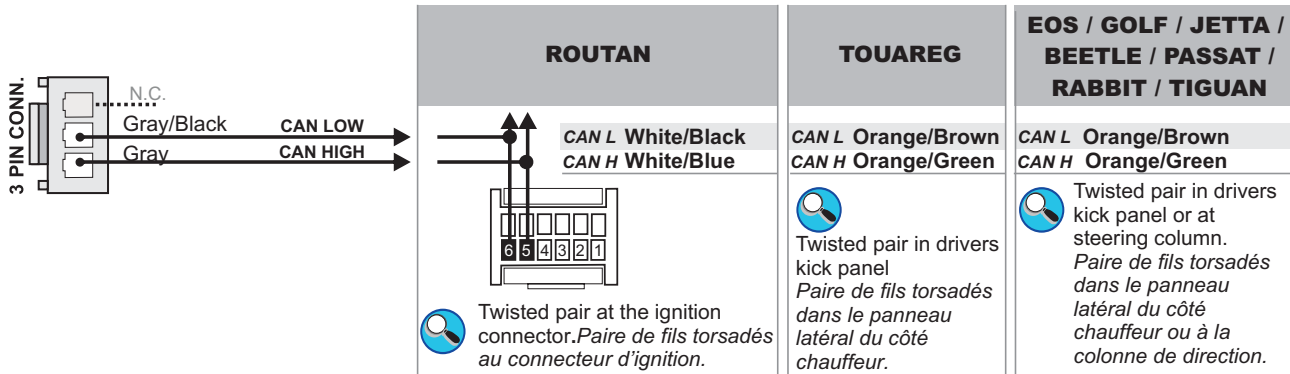 3 PIN CONN.
N.C.
Gray/Black CAN LOW
Gray CAN HIGH
ROUTAN
CAN L White/Black
CAN H White/Blue
6 5 4 3 2 1
Twisted pair at the ignition
connector.Paire de fils torsadés
au connecteur d'ignition.
TOUAREG
CAN L Orange/Brown
CAN H Orange/Green
Twisted pair in drivers
kick panel
Paire de fils torsadés
dans le panneau
latéral du côté
chauffeur.
EOS / GOLF / JETTA /
BEETLE / PASSAT /
RABBIT / TIGUAN
CAN L Orange/Brown
CAN H Orange/Green
Twisted pair in drivers
kick panel or at
steering column.
Paire de fils torsadés
dans le panneau
latéral du côté
chauffeur ou à la
colonne de direction.